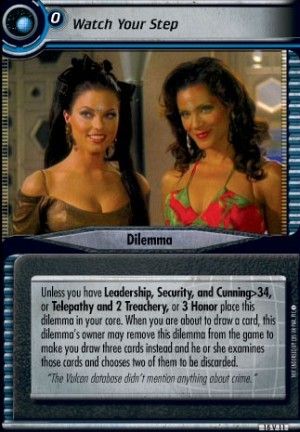 0
Watch Your Step
Dilemma
Unless you have Leadership, Security, and Cunning>34,
or Telepathy and 2 Treachery, or 3 Honor place this
dilemma in your core. When you are about to draw a card, this
dilemma's owner may remove this dilemma from the game to
make you draw three cards instead and he or she examines
those cards and chooses two of them to be discarded.
"The Vulcan database didn't mention anything about crime."